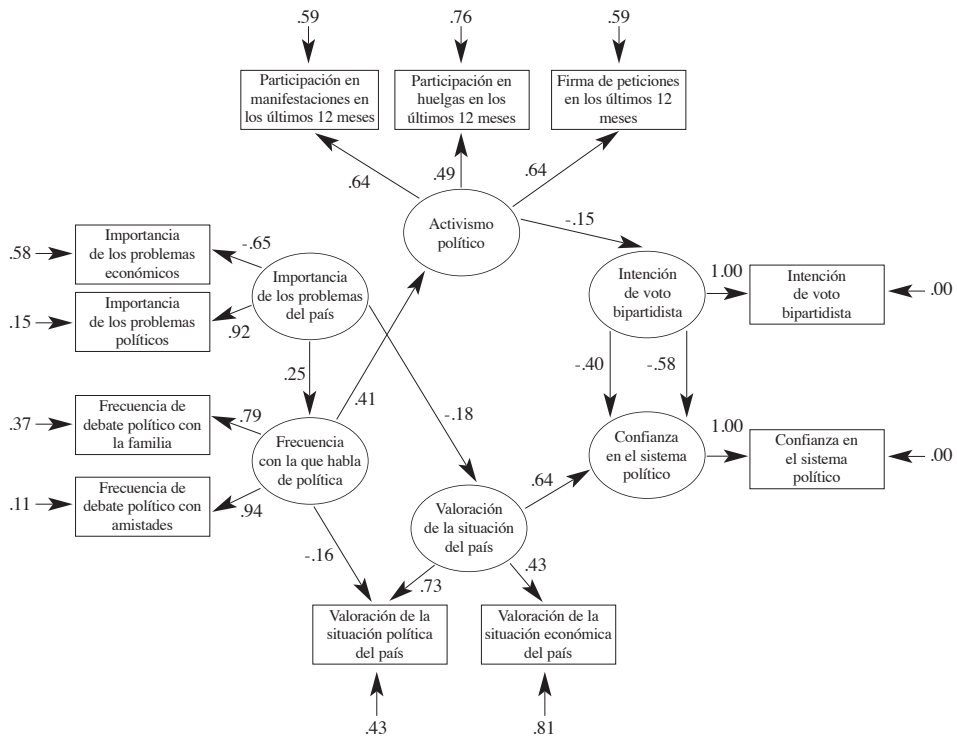 .59
.76
.59
Participación en
manifestaciones en
los últimos 12 meses
Participación en
huelgas en los
últimos 12 meses
Firma de peticiones
en los últimos 12
meses
.64
.49
.64
Activismo
político
-.15
.58
Importancia
de los problemas
económicos
-.65
.15
Importancia
de los problemas
políticos
.92
Importancia
de los problemas
del país
Intención
de voto
bipartidista
1.00
Intención
de voto
bipartidista
.00
.25
.41
-.18
-.40
-.58
.37
Frecuencia de
debate político con
la familia
.79
.11
Frecuencia de
debate político con
amistades
.94
Frecuencia
con la que habla
de política
Confianza
en el sistema
político
1.00
Confianza en
el sistema
político
.00
.64
Valoración
de la situación
del país
-.16
.73
.43
Valoración de la
situación política
del país
Valoración de la
situación económica
del país
.43
.81